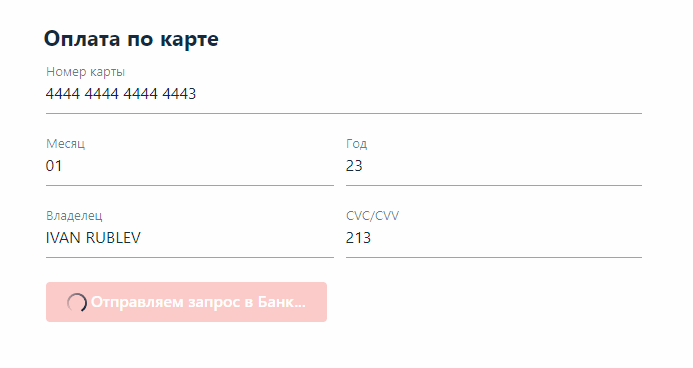 Оплата по карте
Номер карты
4444 4444 4444 4443
Месяц
Год
01
23
Владелец
CVC/CVV
IVAN RUBLEV
213
Отправляем запрос в Банк...